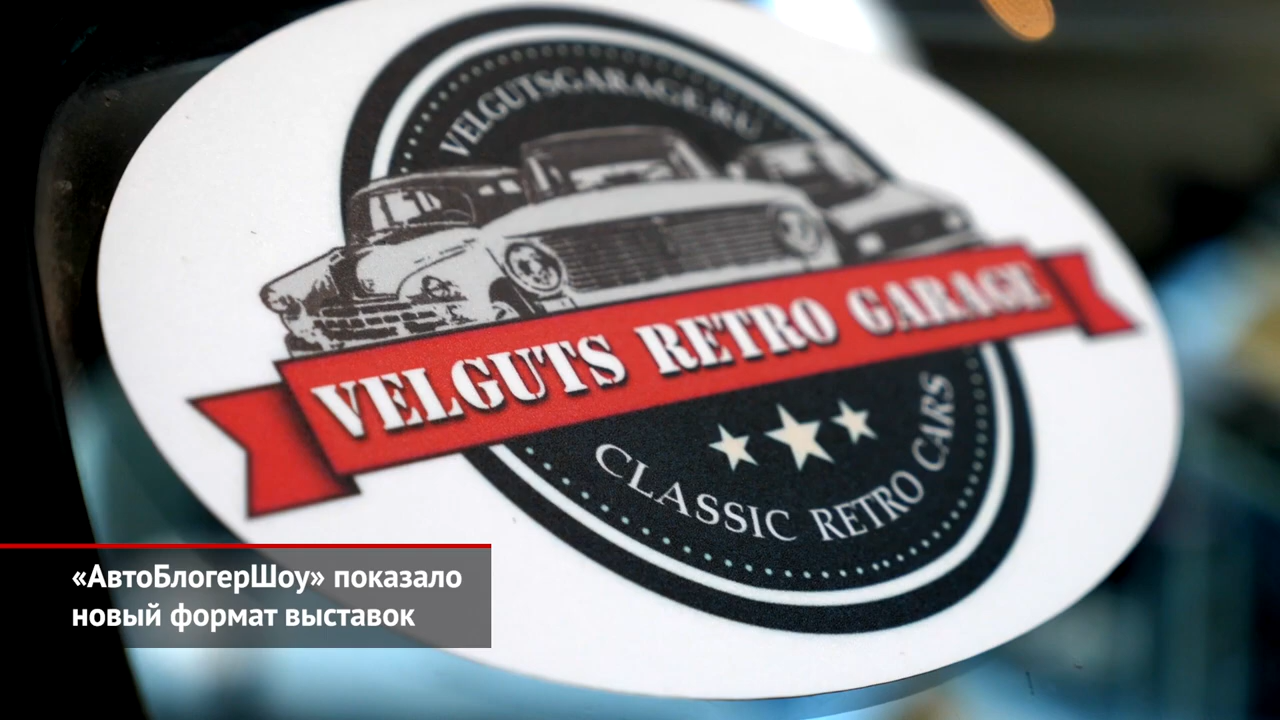 VELGUTSGARAGE.RU
VELGUTS RETRO GARAGE
CLASSIC RETRO CARS
«АвтоБлогерШоу» показало
новый формат выставок